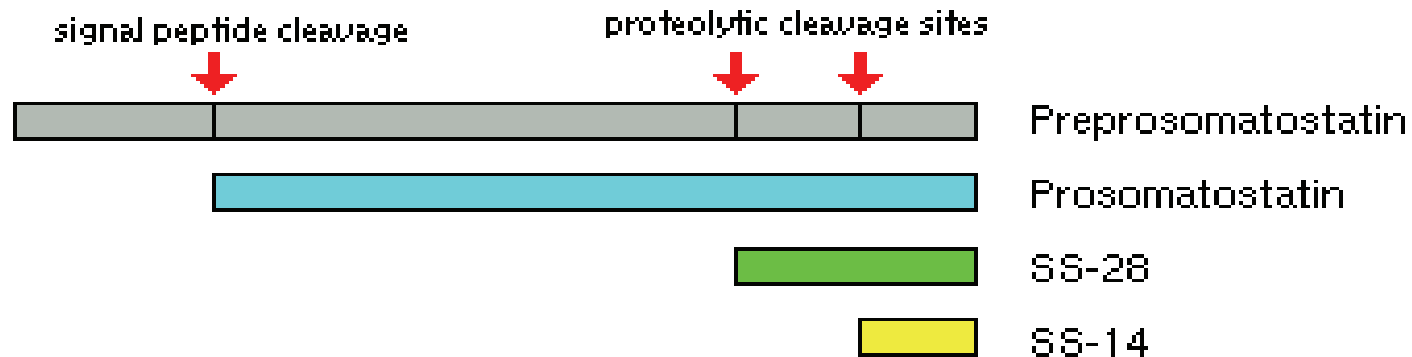 signal peptide cleavage
proteolytic cleavage sites
Preprosomatostatin
Prosomatostatin
SS-28
SS-14